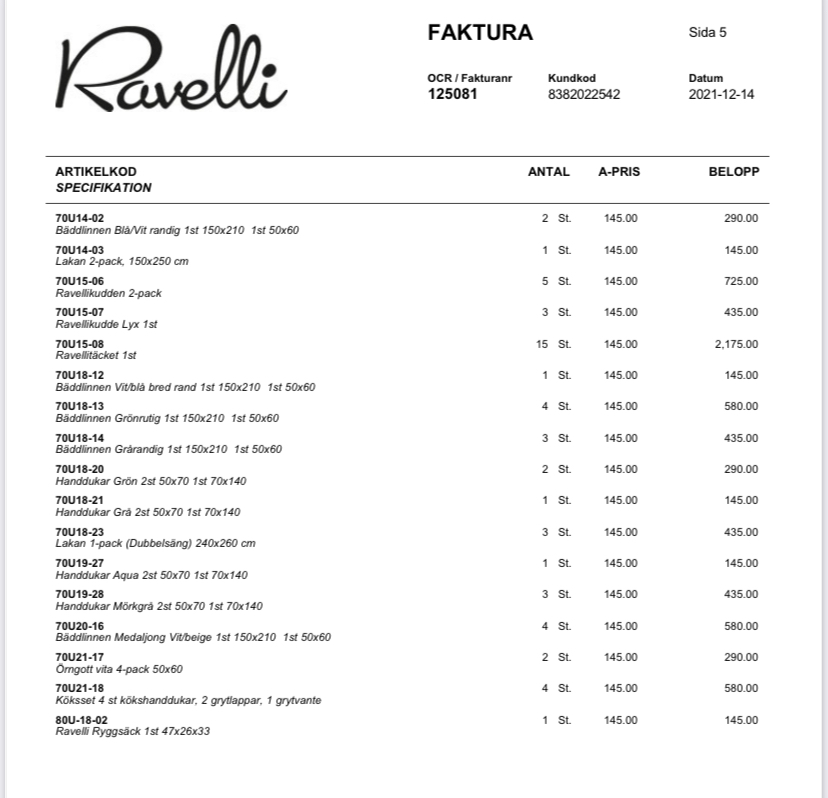 Ravelli
FAKTURA
Sida 5
OCR / Fakturanr Kundkod Datum
125081 8382022542 2021-12-14
ARTIKELKOD ANTAL A-PRIS BELOPP
SPECIFIKATION
70U14-02 2 St. 145.00 290.00
Bäddlinnen Blå/Vit randig 1st 150x210 1st 50x60
70U14-03 1 St. 145.00 145.00
Lakan 2-pack, 150x250 cm
70U15-06 5 St. 145.00 725.00
Ravellikudden 2-pack
70U15-07 3 St. 145.00 435.00
Ravellikudde Lyx 1st
70U15-08 15 St. 145.00 2,175.00
Ravellitäcket 1st
70U18-12 1 St. 145.00 145.00
Bäddlinnen Vit/blå bred rand 1st 150x210 1st 50x60
70U18-13 4 St. 145.00 580.00
Bäddlinnen Grönrutig 1st 150x210 1st 50x60
70U18-14 3 St. 145.00 435.00
Bäddlinnen Grårandig 1st 150x210 1st 50x60
70U18-20 2 St. 145.00 290.00
Handdukar Grön 2st 50x70 1st 70x140
70U18-21 1 St. 145.00 145.00
Handdukar Grå 2st 50x70 1st 70x140
70U18-23 3 St. 145.00 435.00
Lakan 1-pack (Dubbelsäng) 240x260 cm
70U19-27 1 St. 145.00 145.00
Handdukar Aqua 2st 50x70 1st 70x140
70U19-28 3 St. 145.00 435.00
Handdukar Mörkgrå 2st 50x70 1st 70x140
70U20-16 4 St. 145.00 580.00
Bäddlinnen Medaljong Vit/beige 1st 150x210 1st 50x60
70U21-17 2 St. 145.00 290.00
Örngott vita 4-pack 50x60
70U21-18 4 St. 145.00 580.00
Köksset 4 st kökshanddukar, 2 grytlappar, 1 grytvante
80U-18-02 1 St. 145.00 145.00
Ravelli Ryggsäck 1st 47x26x33